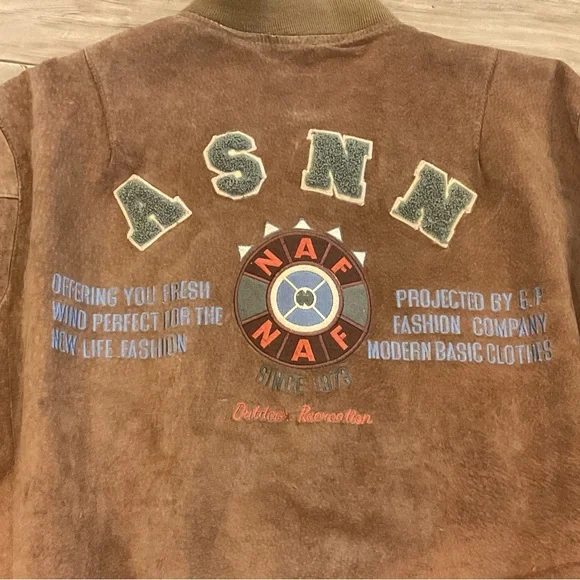 ASNN
NAF
NAF
OFFERING YOU FRESH
WIND PERFECT FOR THE
NEW LIFE FASHION
PROJECTED BY G.P
FASHION COMPANY
MODERN BASIC CLOTHES
SINCE 1973
Outdoor Recreation